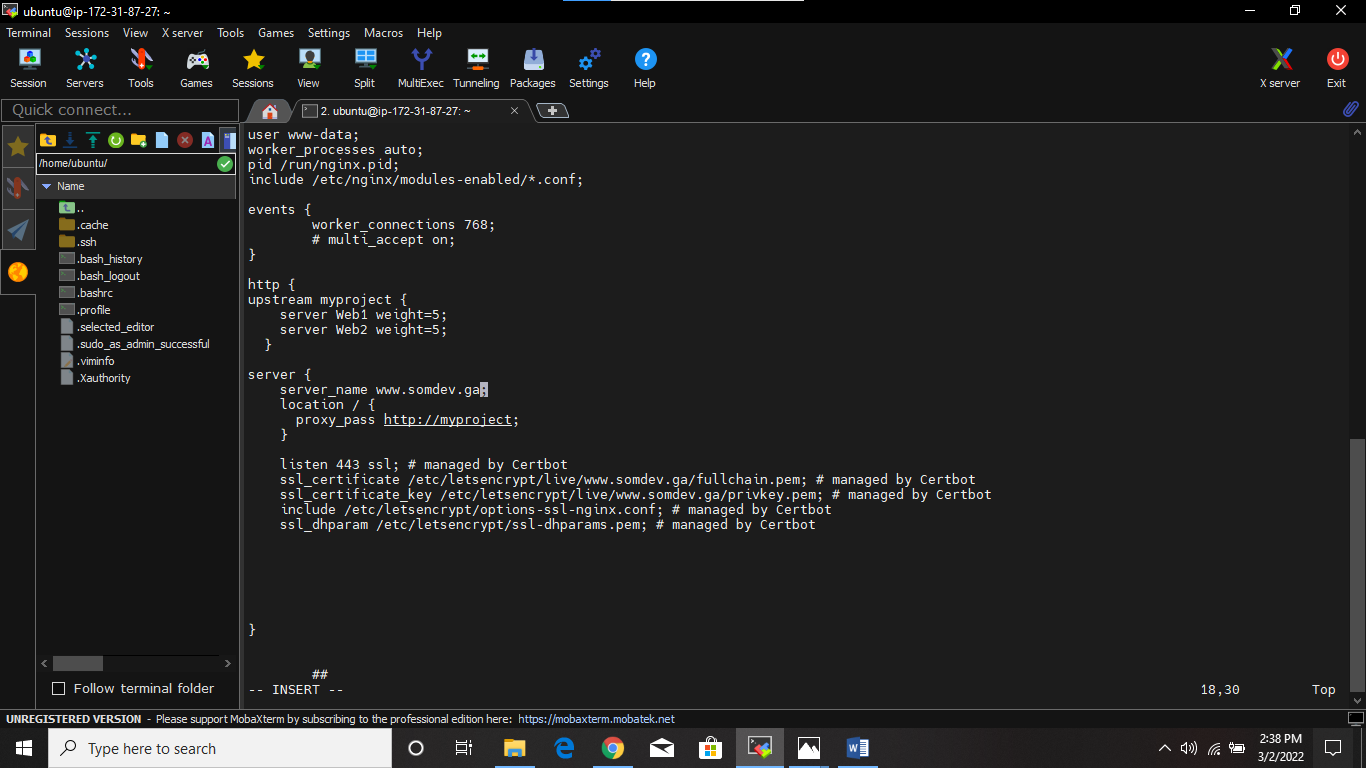 ubuntu@ip-172-31-87-27: ~
Terminal Sessions View X server Tools Games Settings Macros Help
Session Servers Tools Games Sessions View Split MultiExec Tunneling Packages Settings Help X server Exit
Quick connect...
2. ubuntu@ip-172-31-87-27: ~
/home/ubuntu/
Name
..
.cache
.ssh
.bash_history
.bash_logout
.bashrc
.profile
.selected_editor
.sudo_as_admin_successful
.viminfo
.Xauthority
Follow terminal folder
user www-data;
worker_processes auto;
pid /run/nginx.pid;
include /etc/nginx/modules-enabled/*.conf;
events {
worker_connections 768;
# multi_accept on;
}
http {
upstream myproject {
server Web1 weight=5;
server Web2 weight=5;
}
server {
server_name www.somdev.ga;
location / {
proxy_pass http://myproject;
}
listen 443 ssl; # managed by Certbot
ssl_certificate /etc/letsencrypt/live/www.somdev.ga/fullchain.pem; # managed by Certbot
ssl_certificate_key /etc/letsencrypt/live/www.somdev.ga/privkey.pem; # managed by Certbot
include /etc/letsencrypt/options-ssl-nginx.conf; # managed by Certbot
ssl_dhparam /etc/letsencrypt/ssl-dhparams.pem; # managed by Certbot
}
##
-- INSERT -- 18,30 Top
UNREGISTERED VERSION - Please support MobaXterm by subscribing to the professional edition here: https://mobaxterm.mobatek.net
Type here to search
2:38 PM
3/2/2022